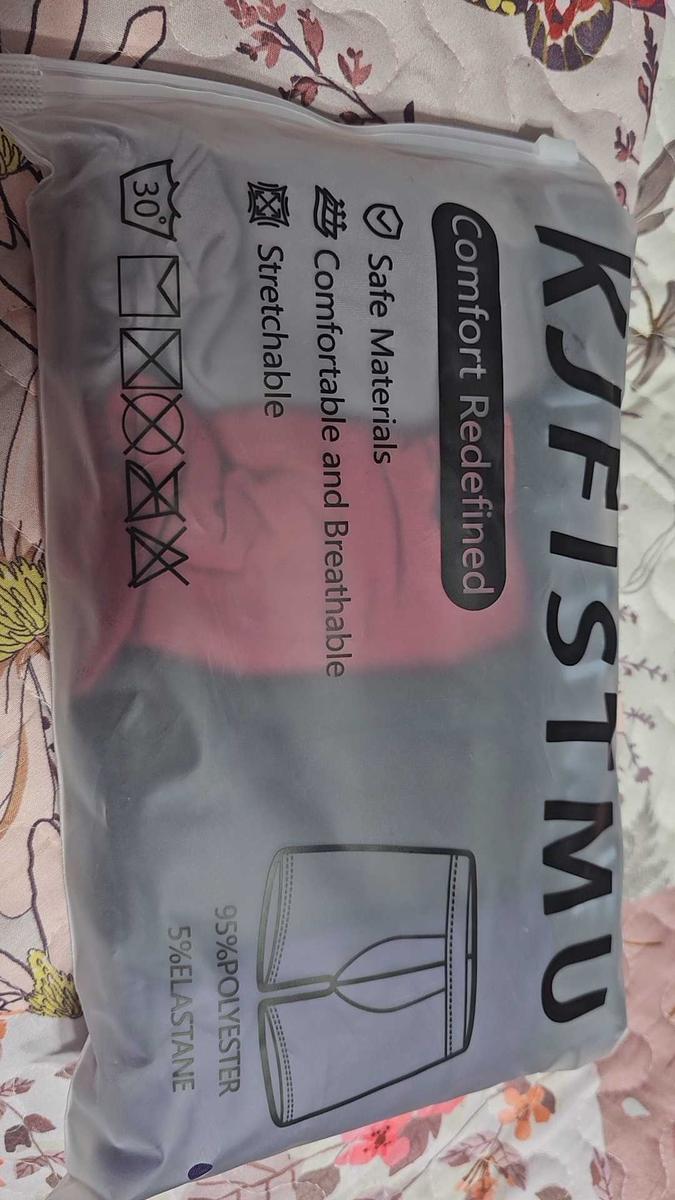 KJFISTMU
Comfort Redefined
Safe Materials
Comfortable and Breathable
Stretchable
30°
95%POLYESTER
5%ELASTANE